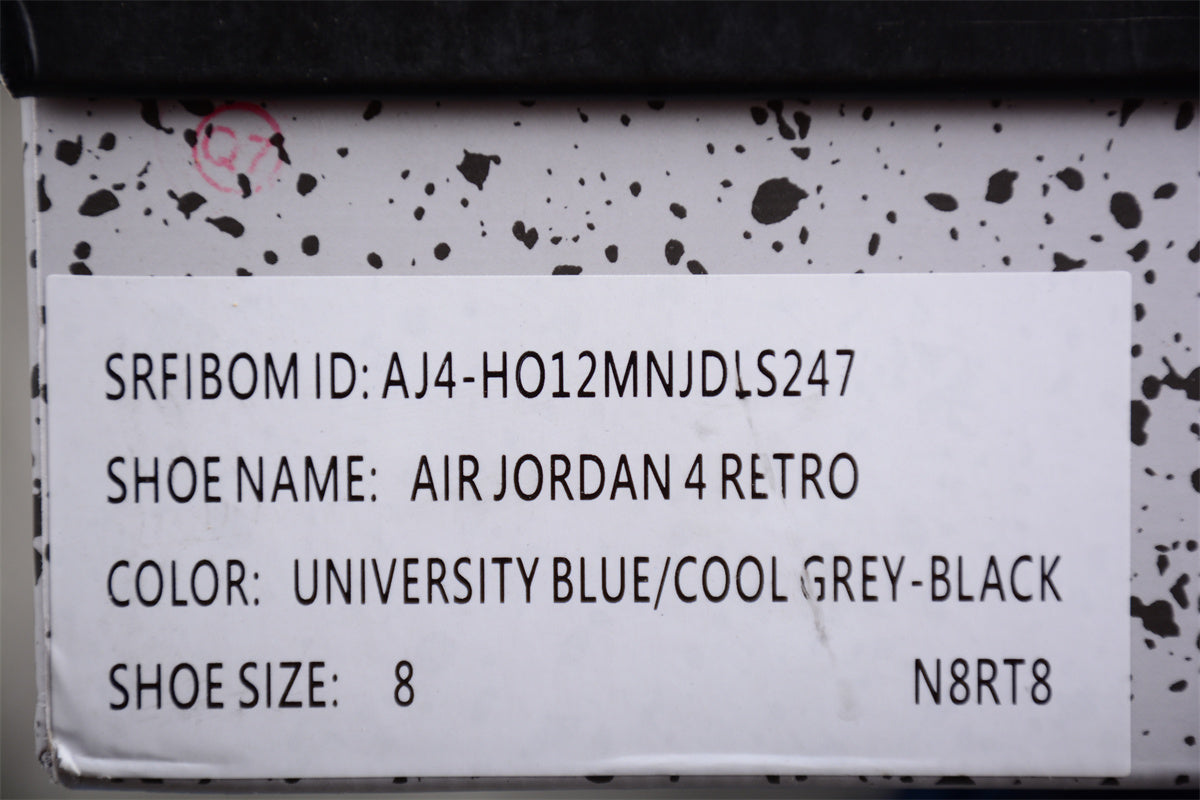 Q7
SRFIBOM ID: AJ4-HO12MNJDLS247
SHOE NAME: AIR JORDAN 4 RETRO
COLOR: UNIVERSITY BLUE/COOL GREY-BLACK
SHOE SIZE: 8 N8RT8